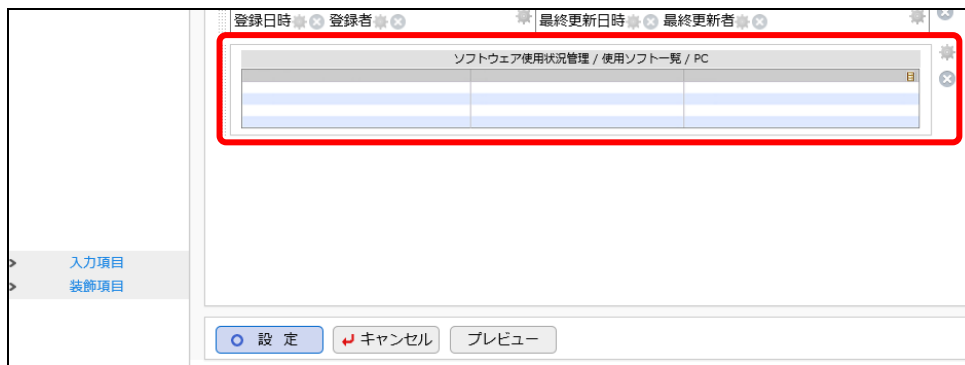 登録日時 登録者 最終更新日時 最終更新者
ソフトウェア使用状況管理 / 使用ソフト一覧 / PC
入力項目
装飾項目
設 定 キャンセル プレビュー